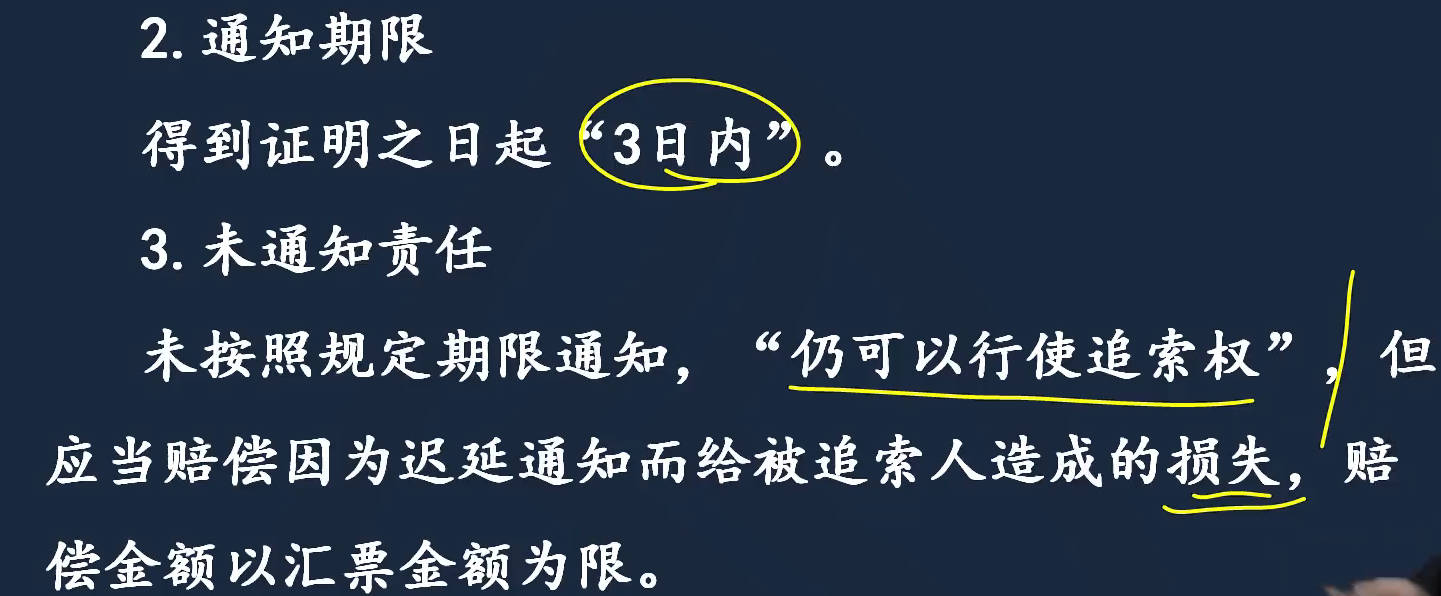 2. 通知期限
得到证明之日起“3日内”。
3. 未通知责任
未按照规定期限通知，“仍可以行使追索权”，但
应当赔偿因为迟延通知而给被追索人造成的损失，赔
偿金额以汇票金额为限。